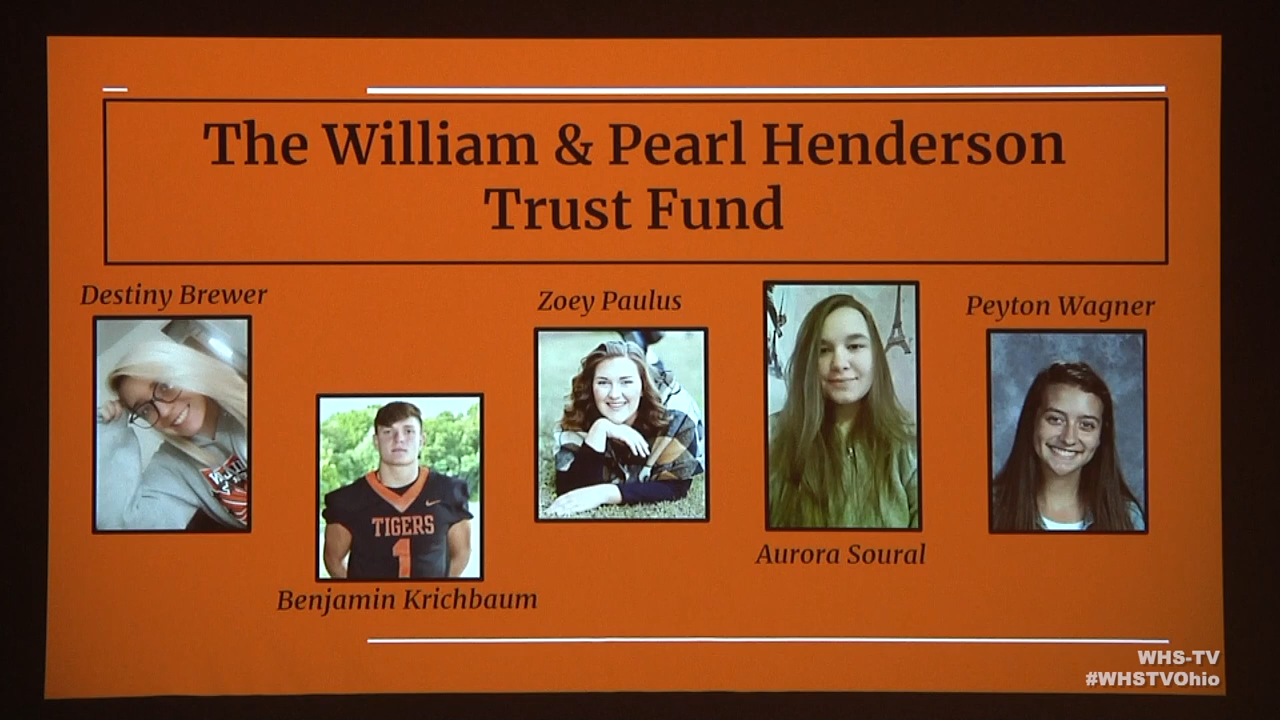 The William & Pearl Henderson
Trust Fund
Destiny Brewer
Zoey Paulus
Peyton Wagner
TIGERS
1
Aurora Soural
Benjamin Krichbaum
WHS-TV
#WHSTVOhio